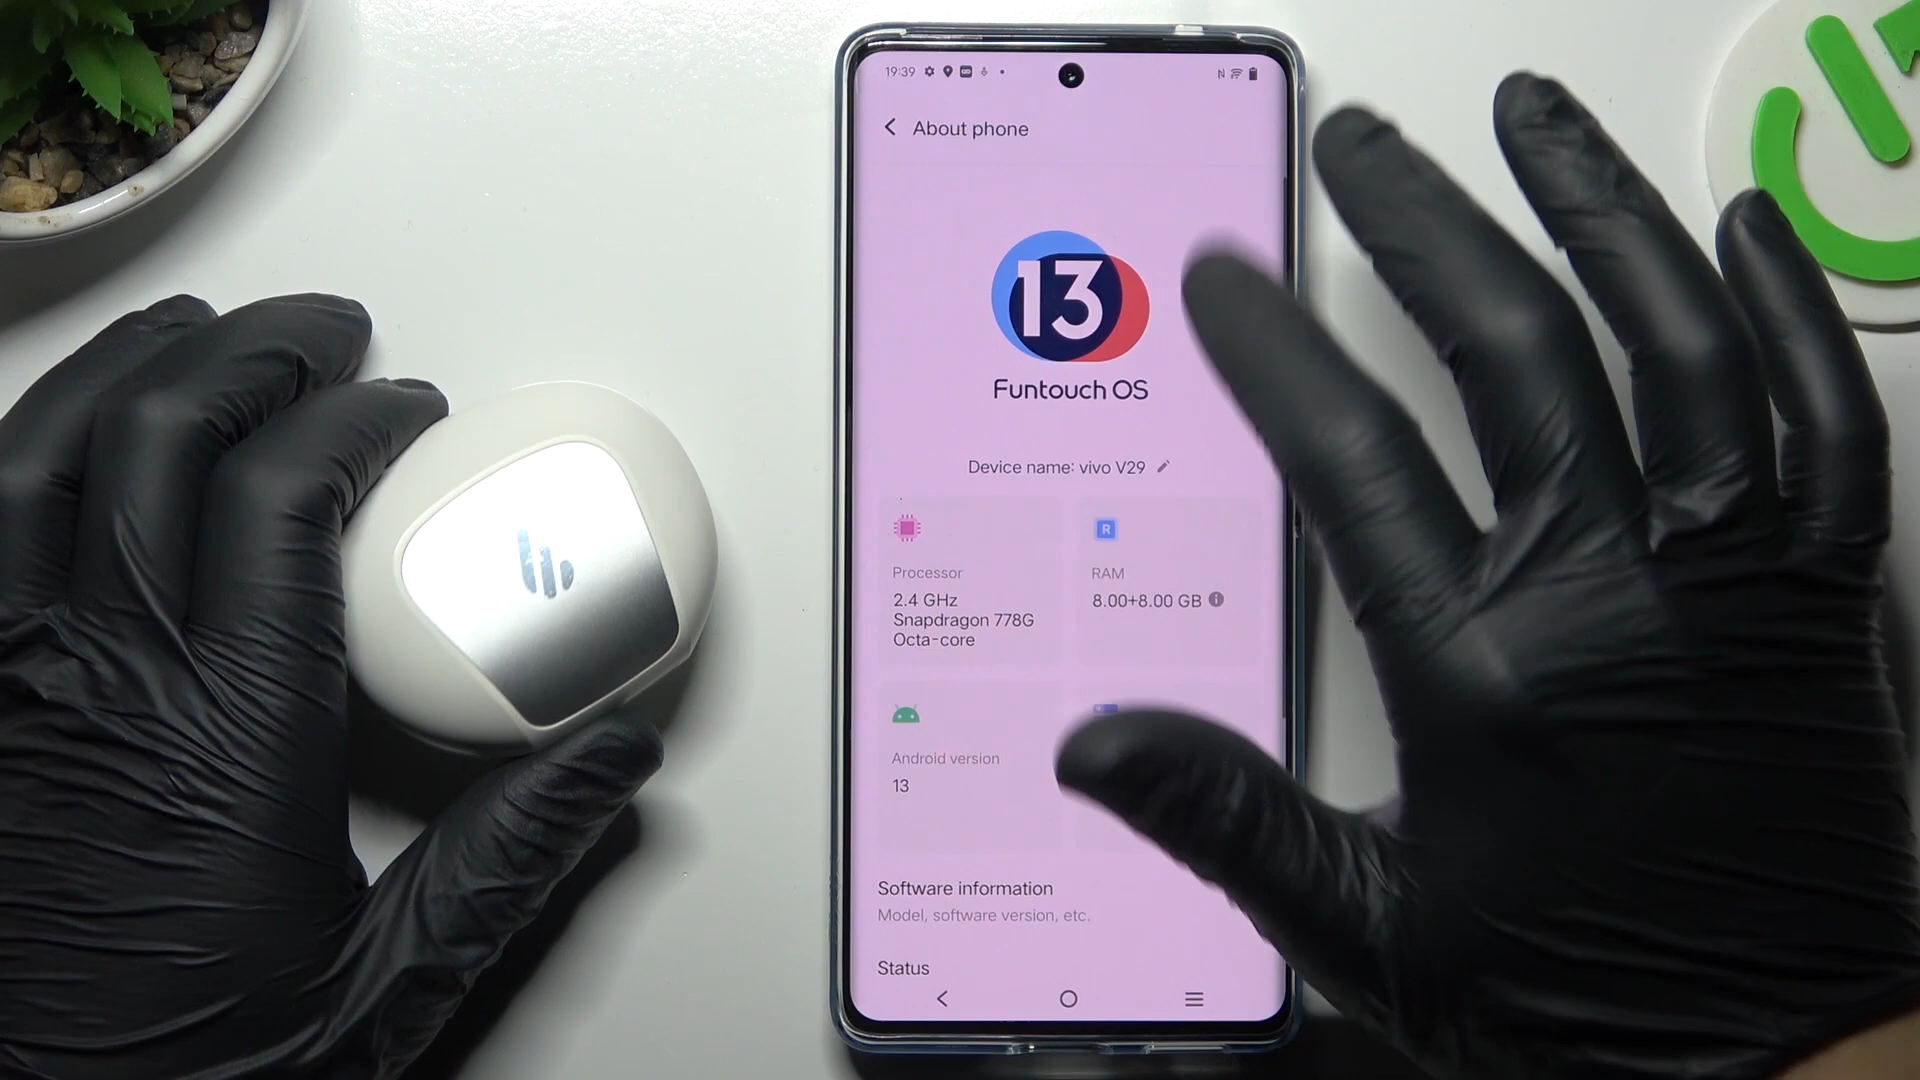 19:39
About phone
13
Funtouch OS
Device name: vivo V29
R
Processor
2.4 GHz
Snapdragon 778G
Octa-core
RAM
8.00+8.00 GB
Android version
13
Software information
Model, software version, etc.
Status